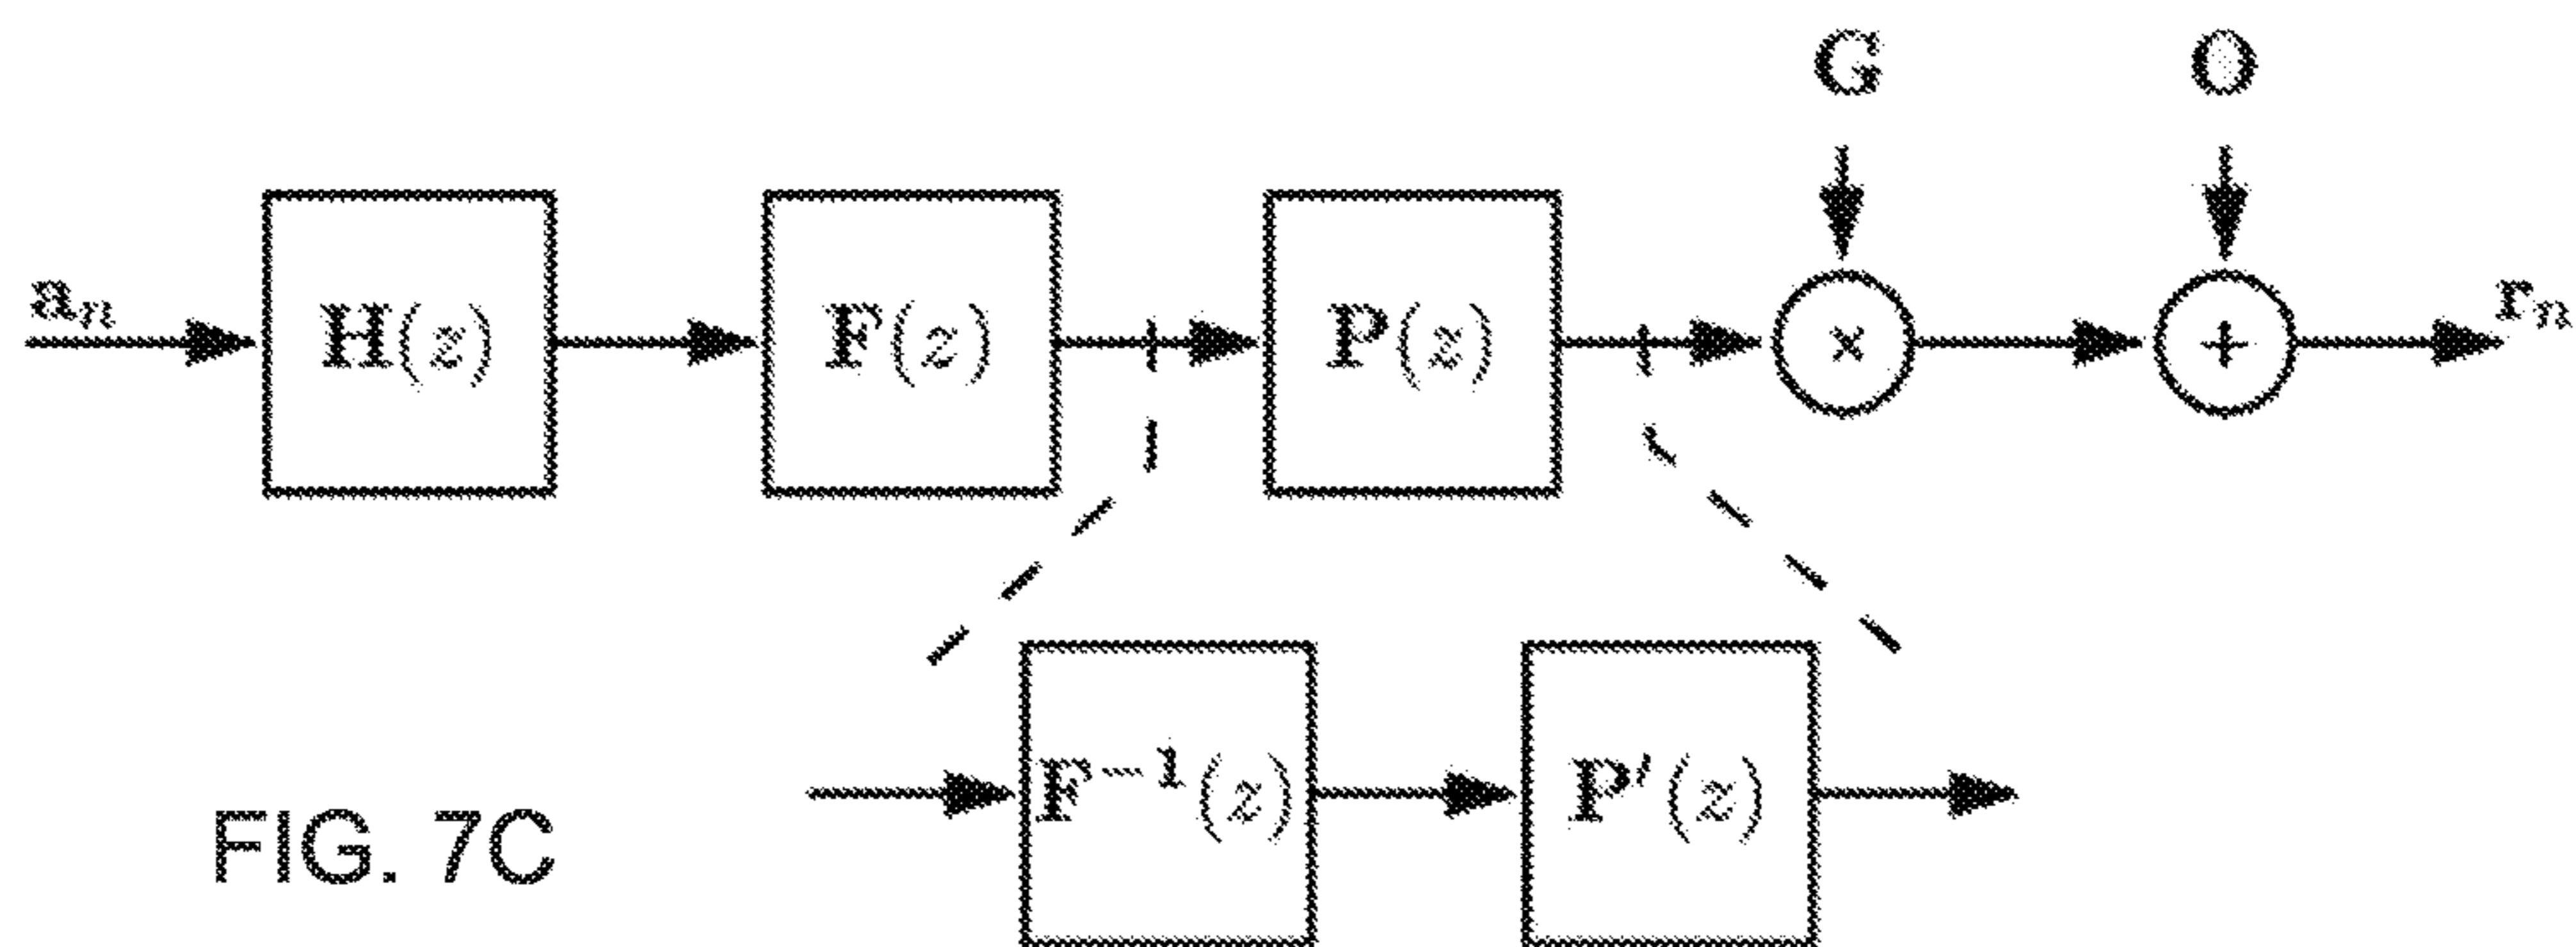 G
O
aₙ
H(z)
F(z)
P(z)
×
+
rₙ
F⁻¹(z)
P′(z)
FIG. 7C